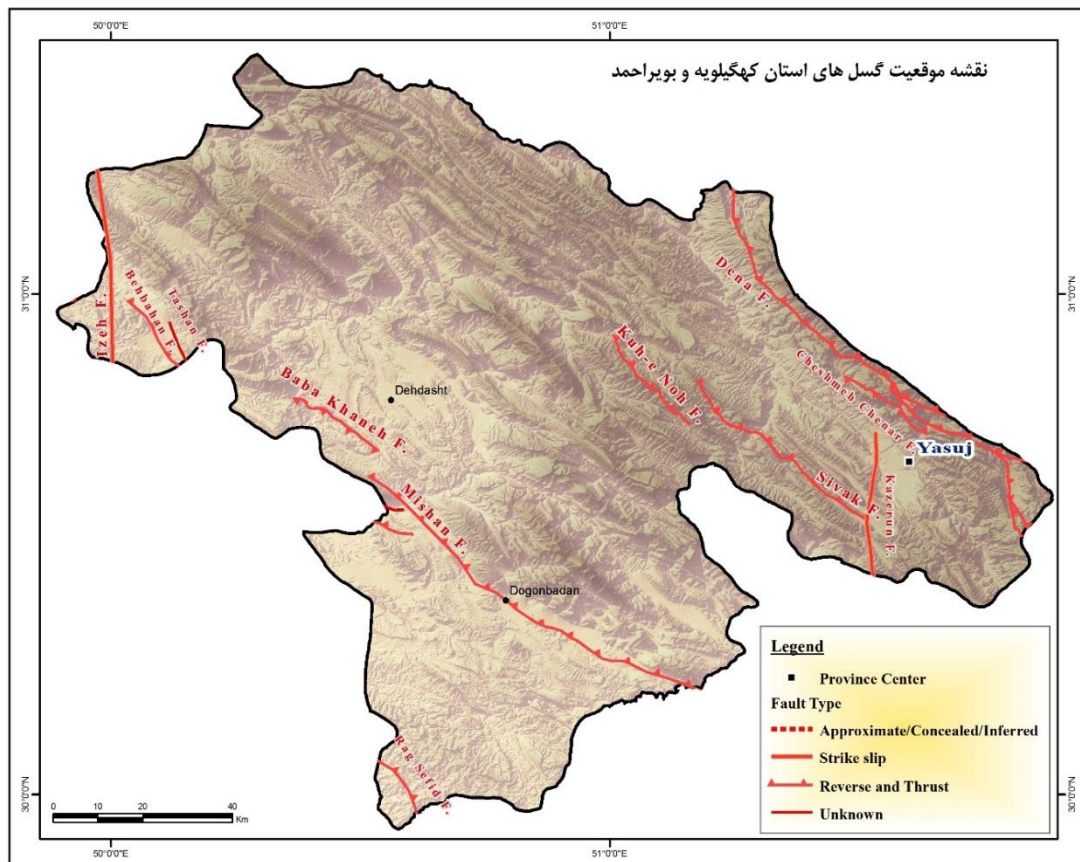 50°0'0"E
51°0'0"E
نقشه موقعیت گسل های استان کهگیلویه و بویراحمد
31°0'0"N
31°0'0"N
Dena F.
Izeh F.
Behbahan F.
Tashan F.
Kuh-e Noh F.
Cheshmeh Chenar F.
Baba Khaneh F.
Dehdasht
Yasuj
Mishan F.
Sivak F.
Kazerun F.
Dogonbadan
Rag Sefid F.
Legend
Province Center
Fault Type
Approximate/Concealed/Inferred
Strike slip
Reverse and Thrust
Unknown
30°0'0"N
30°0'0"N
0 10 20 40
Km
50°0'0"E
51°0'0"E